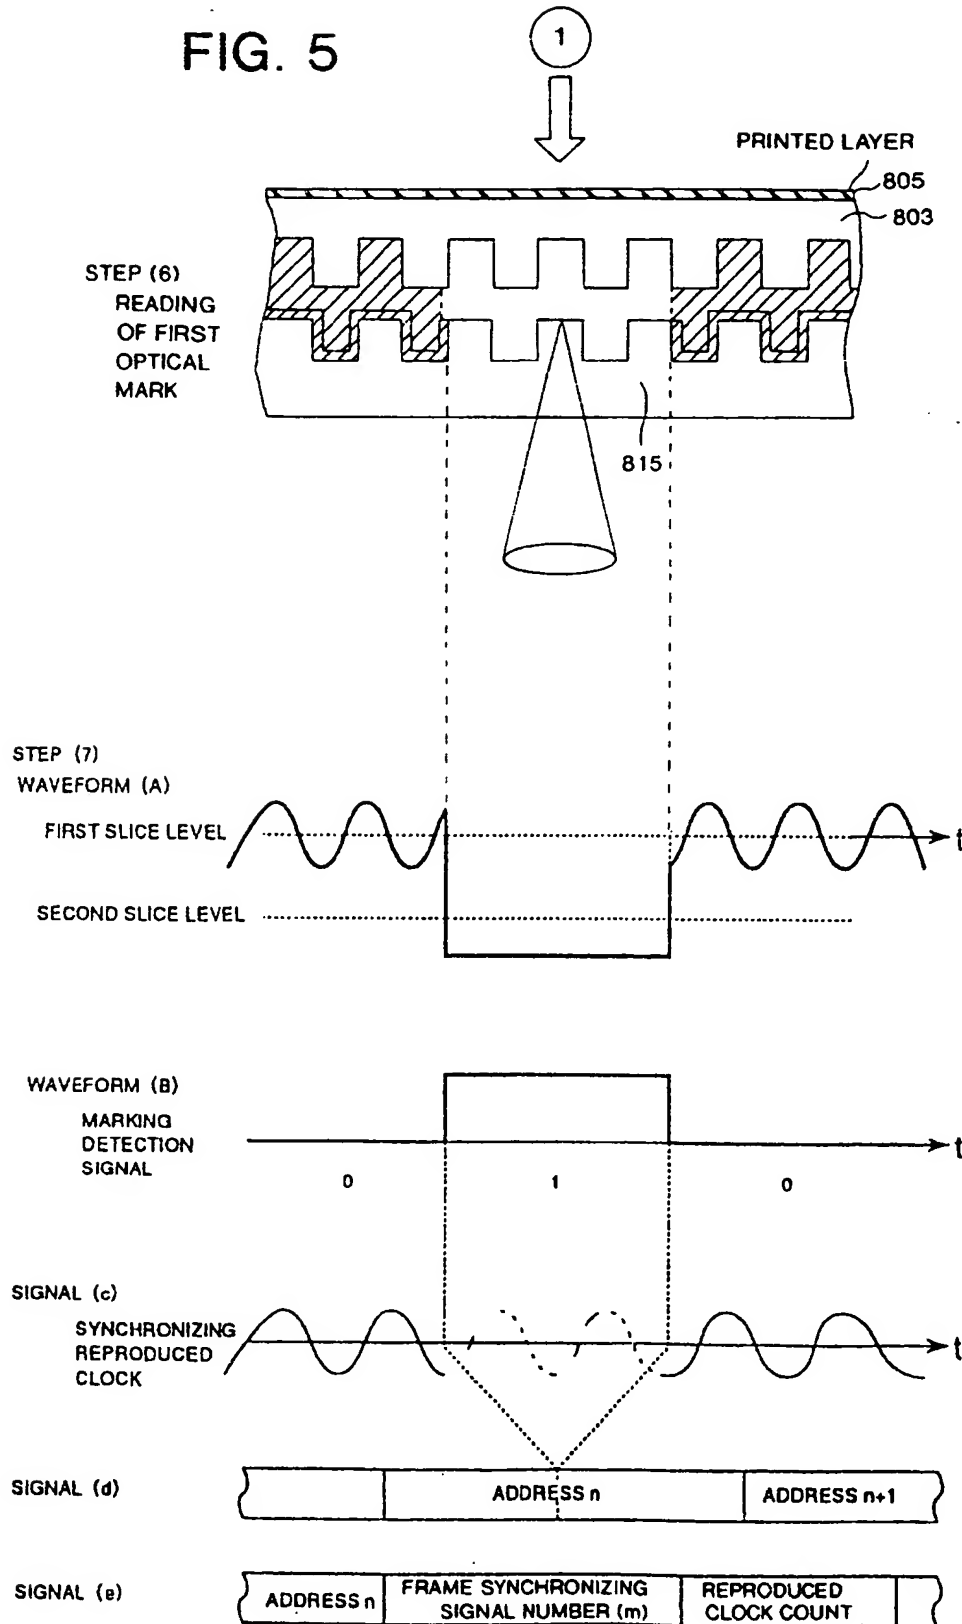 FIG. 5
1
PRINTED LAYER
805
803
STEP (6)
READING
OF FIRST
OPTICAL
MARK
815
STEP (7)
WAVEFORM (A)
FIRST SLICE LEVEL
t
SECOND SLICE LEVEL
WAVEFORM (B)
MARKING
DETECTION
SIGNAL
t
0
1
0
SIGNAL (c)
SYNCHRONIZING
REPRODUCED
CLOCK
t
SIGNAL (d)
ADDRESS n
ADDRESS n+1
SIGNAL (e)
ADDRESS n
FRAME SYNCHRONIZING
SIGNAL NUMBER (m)
REPRODUCED
CLOCK COUNT